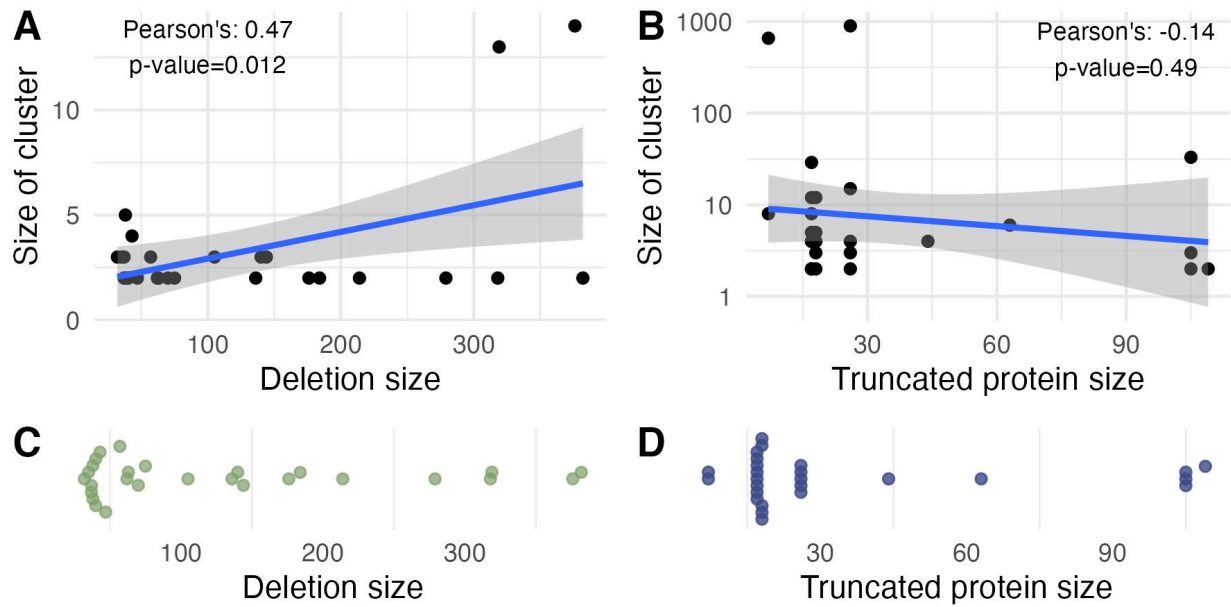 A
Pearson's: 0.47
p-value=0.012
Size of cluster
10
5
0
100
200
300
Deletion size
B
Pearson's: -0.14
p-value=0.49
Size of cluster
1000
100
10
1
30
60
90
Truncated protein size
C
100
200
300
Deletion size
D
30
60
90
Truncated protein size